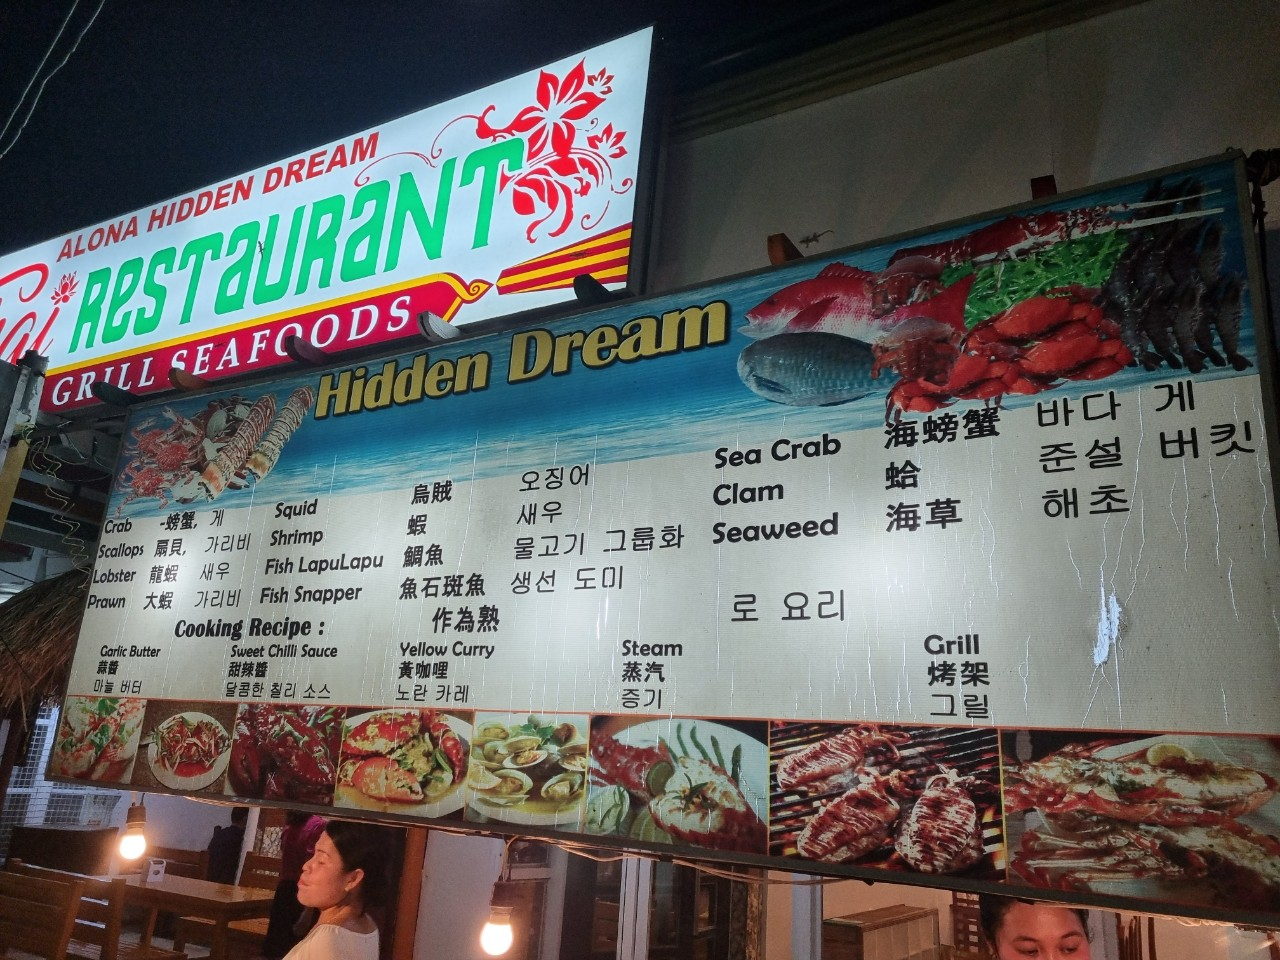 ALONA HIDDEN DREAM
RESTAURANT
GRILL SEAFOODS
Hidden Dream
Crab -螃蟹, 게
Scallops 扇貝, 가리비
Lobster 龍蝦 새우
Prawn 大蝦 가리비
Squid 烏賊 오징어
Shrimp 蝦 새우
Fish LapuLapu 鯛魚 물고기 그룹화
Fish Snapper 魚石斑魚 생선 도미
Sea Crab 海螃蟹 바다 게
Clam 蛤 준설 버킷
Seaweed 海草 해초
Cooking Recipe : 作為熟 로 요리
Garlic Butter
蒜醬
마늘 버터
Sweet Chilli Sauce
甜辣醬
달콤한 칠리 소스
Yellow Curry
黃咖哩
노란 카레
Steam
蒸汽
증기
Grill
烤架
그릴